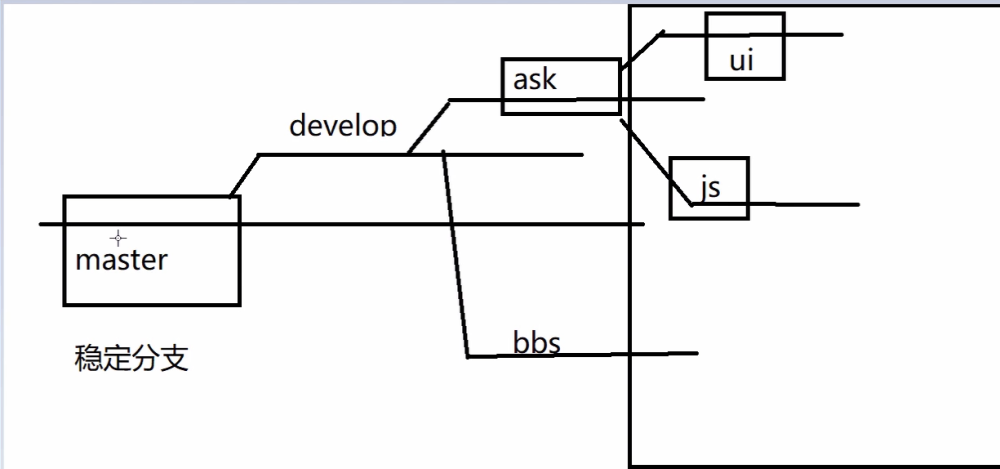 ui
ask
develop
js
master
bbs
稳定分支